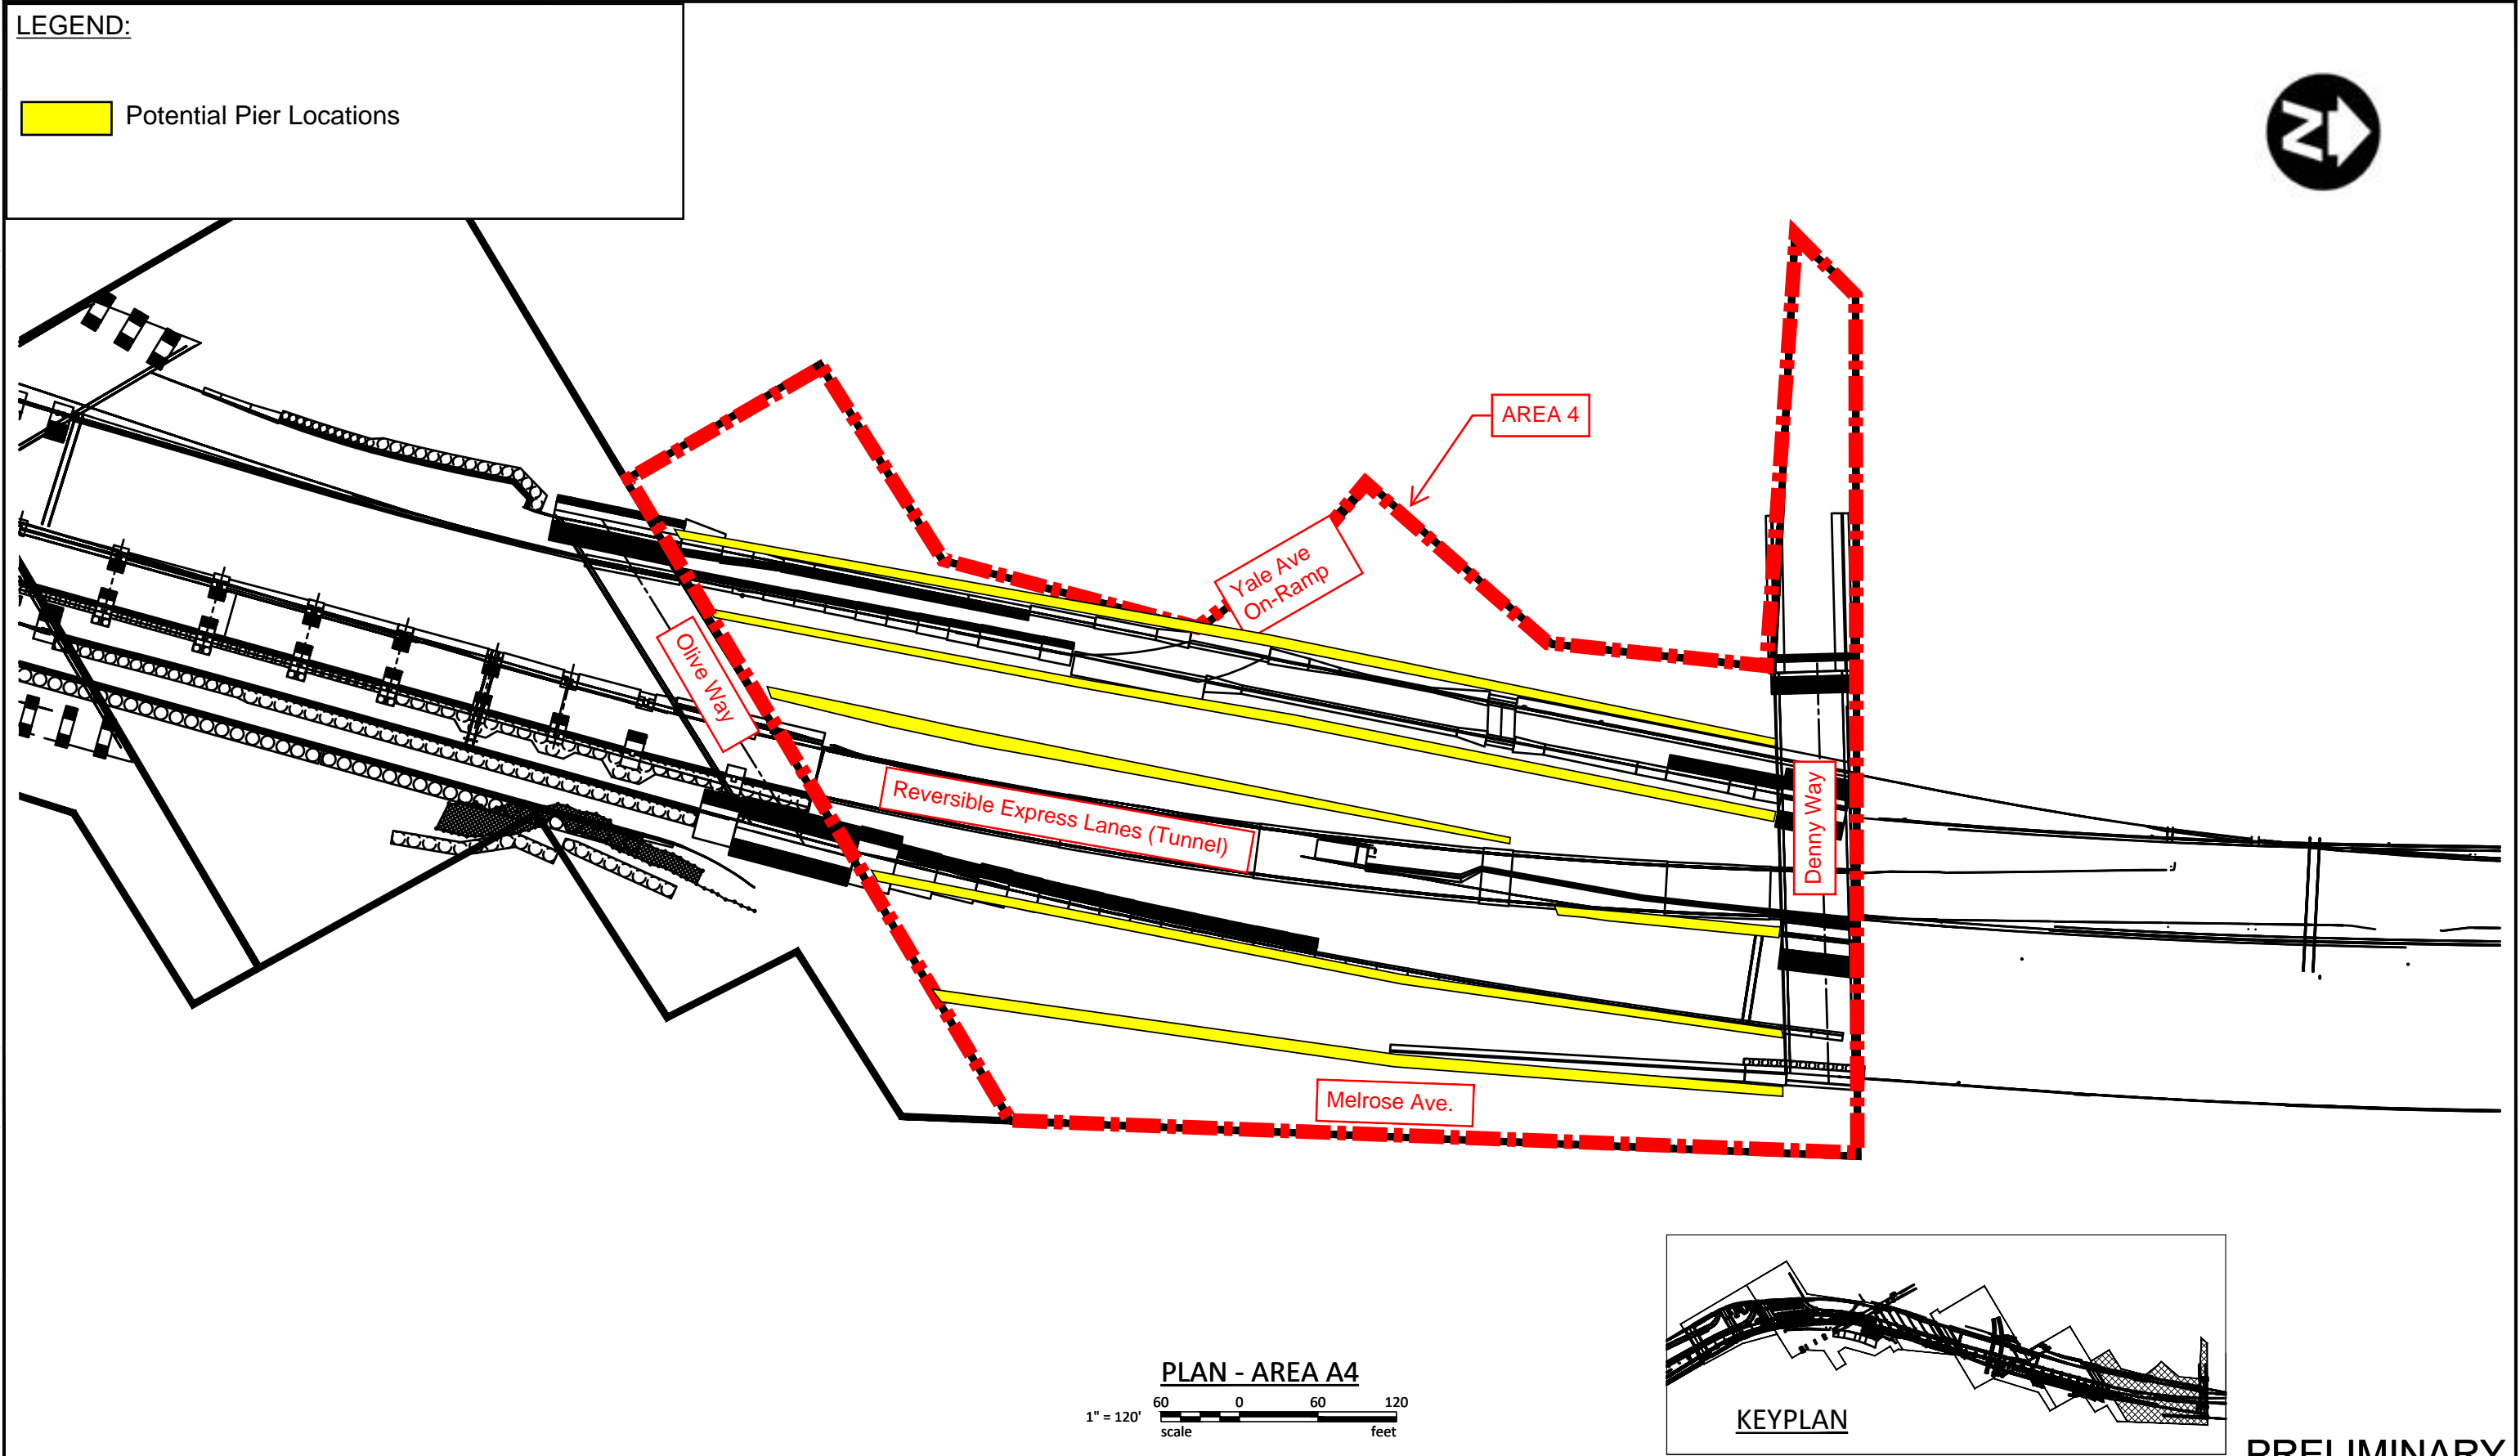 LEGEND:
Potential Pier Locations
N
AREA 4
Yale Ave
On-Ramp
Olive Way
Reversible Express Lanes (Tunnel)
Denny Way
Melrose Ave.
PLAN - AREA A4
1" = 120'
60 0 60 120
scale feet
KEYPLAN
PRELIMINARY